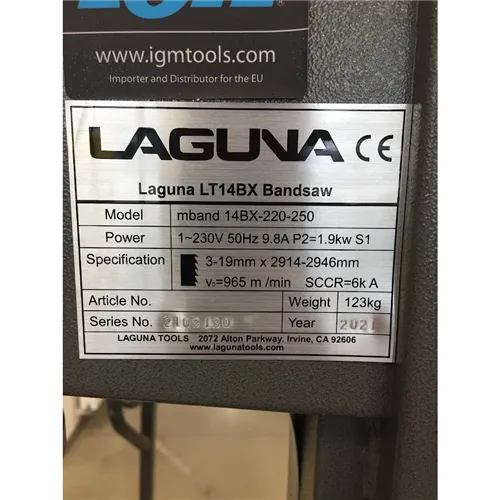 www.igmtools.com
Importer and Distributor for the EU
LAGUNA CE
Laguna LT14BX Bandsaw
Model mband 14BX-220-250
Power 1~230V 50Hz 9.8A P2=1.9kw S1
Specification 3-19mm x 2914-2946mm
v₀=965 m /min SCCR=6k A
Article No. Weight 123kg
Series No. Year 2021
LAGUNA TOOLS 2072 Alton Parkway. Irvine, CA 92606
www.lagunatools.com